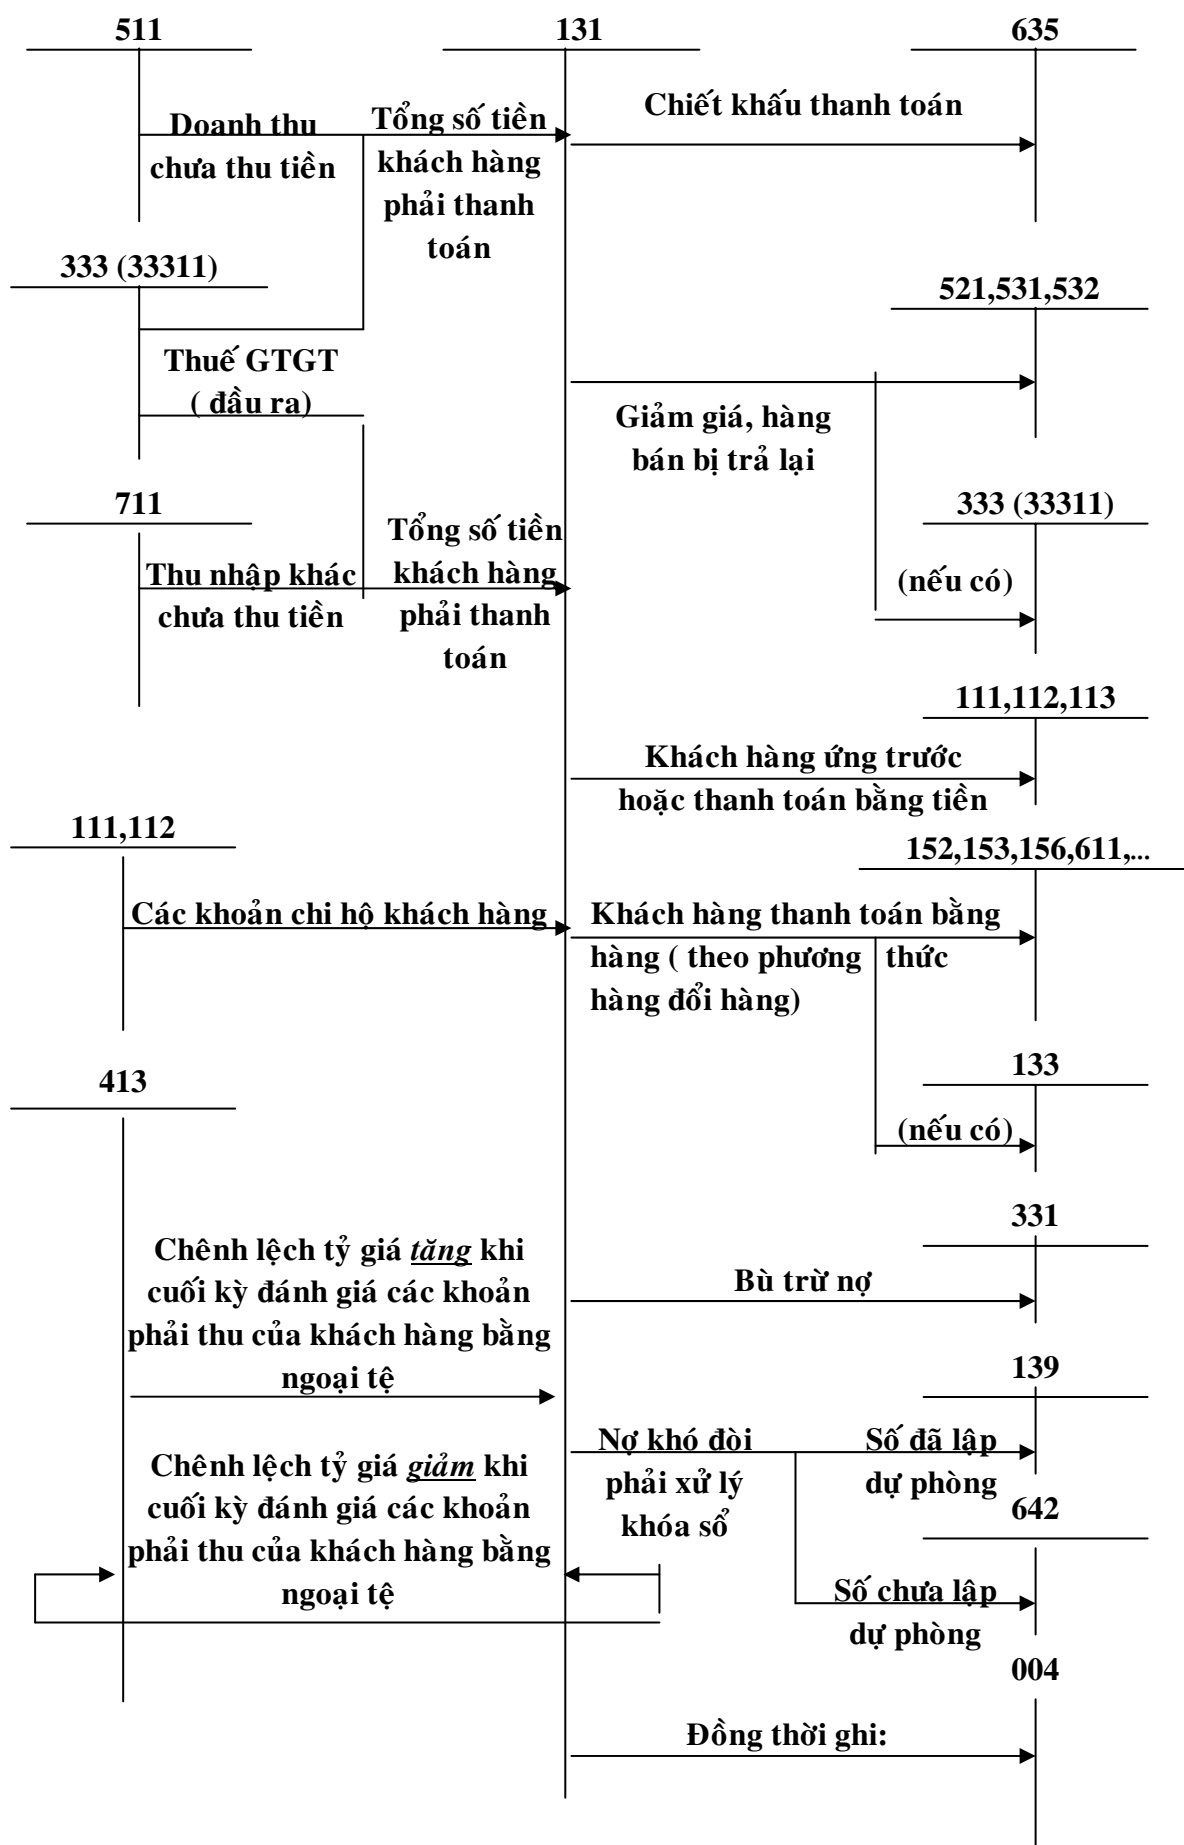 511
131
635
Doanh thu
chưa thu tiền
Tổng số tiền
khách hàng
phải thanh
toán
Chiết khấu thanh toán
333 (33311)
521,531,532
Thuế GTGT
( đầu ra)
Giảm giá, hàng
bán bị trả lại
711
333 (33311)
Thu nhập khác
chưa thu tiền
Tổng số tiền
khách hàng
phải thanh
toán
(nếu có)
111,112,113
Khách hàng ứng trước
hoặc thanh toán bằng tiền
111,112
152,153,156,611,...
Các khoản chi hộ khách hàng
Khách hàng thanh toán bằng
hàng ( theo phương thức
hàng đổi hàng)
413
133
(nếu có)
331
Chênh lệch tỷ giá tăng khi
cuối kỳ đánh giá các khoản
phải thu của khách hàng bằng
ngoại tệ
Bù trừ nợ
139
Nợ khó đòi
phải xử lý
khóa sổ
Số đã lập
dự phòng
Chênh lệch tỷ giá giảm khi
cuối kỳ đánh giá các khoản
phải thu của khách hàng bằng
ngoại tệ
642
Số chưa lập
dự phòng
004
Đồng thời ghi: